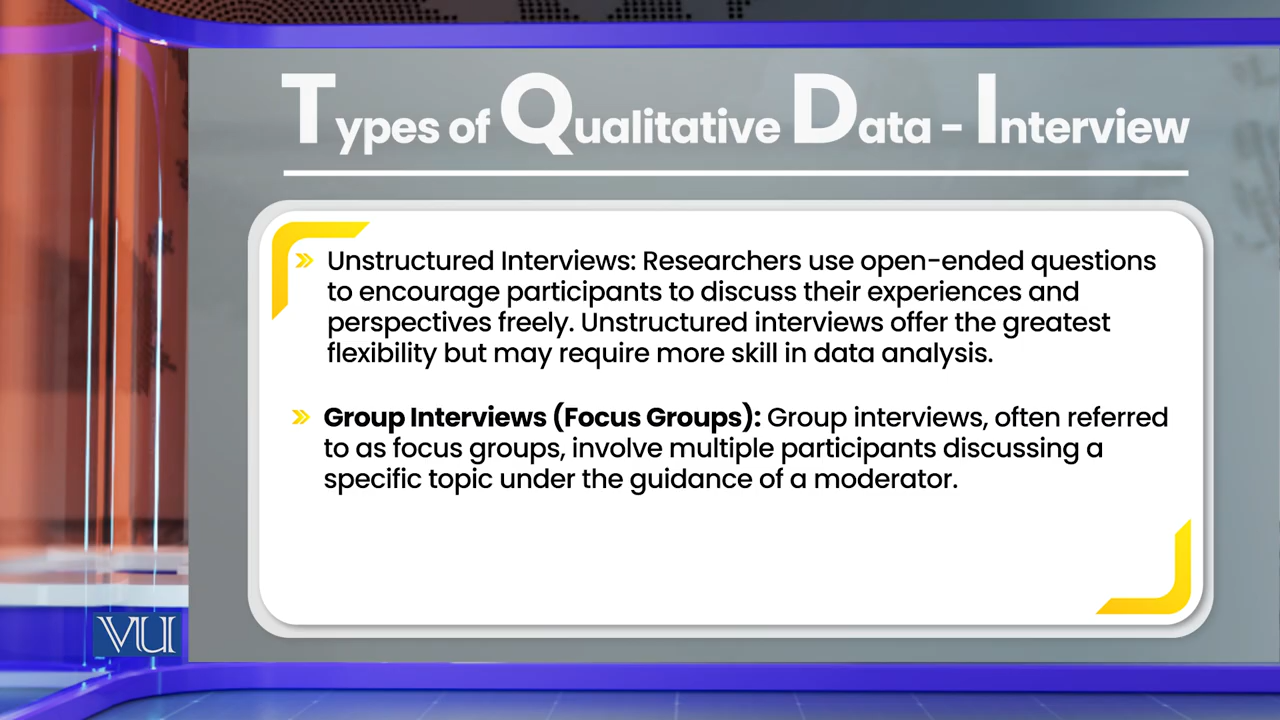 Types of Qualitative Data - Interview
Unstructured Interviews: Researchers use open-ended questions
to encourage participants to discuss their experiences and
perspectives freely. Unstructured interviews offer the greatest
flexibility but may require more skill in data analysis.
Group Interviews (Focus Groups): Group interviews, often referred
to as focus groups, involve multiple participants discussing a
specific topic under the guidance of a moderator.
VU